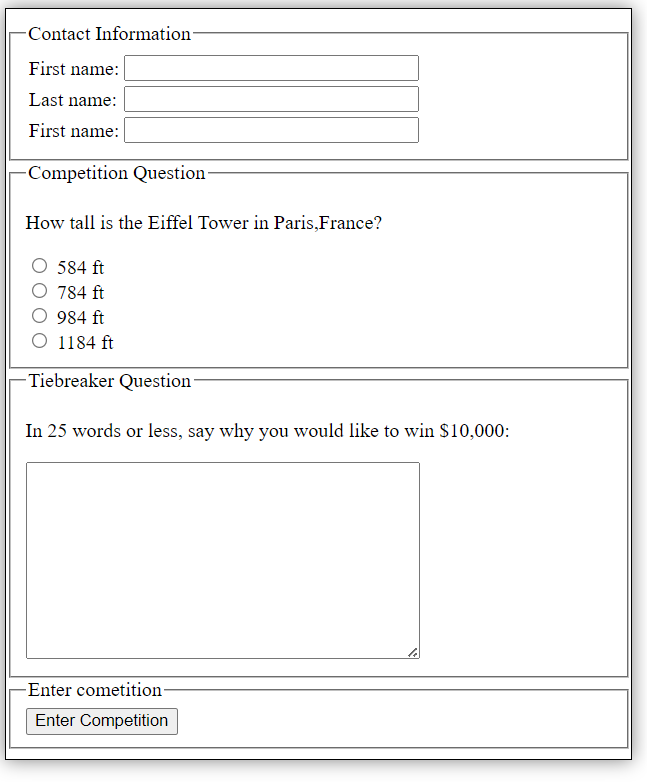 Contact Information
First name:
Last name:
First name:
Competition Question
How tall is the Eiffel Tower in Paris,France?
584 ft
784 ft
984 ft
1184 ft
Tiebreaker Question
In 25 words or less, say why you would like to win $10,000:
Enter cometition
Enter Competition